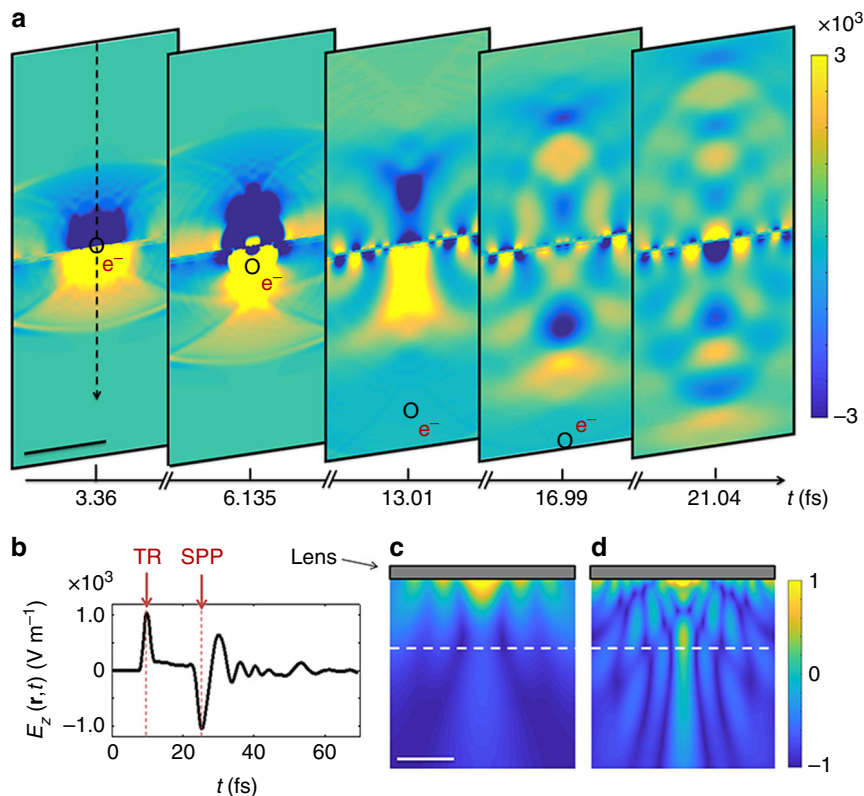 a
×10³
3
e⁻
e⁻
e⁻
e⁻
−3
3.36
6.135
13.01
16.99
21.04
t (fs)
b
TR
SPP
Lens
c
d
×10³
1.0
0
−1.0
E_z (r,t) (V m⁻¹)
0
20
40
60
t (fs)
1
0
−1